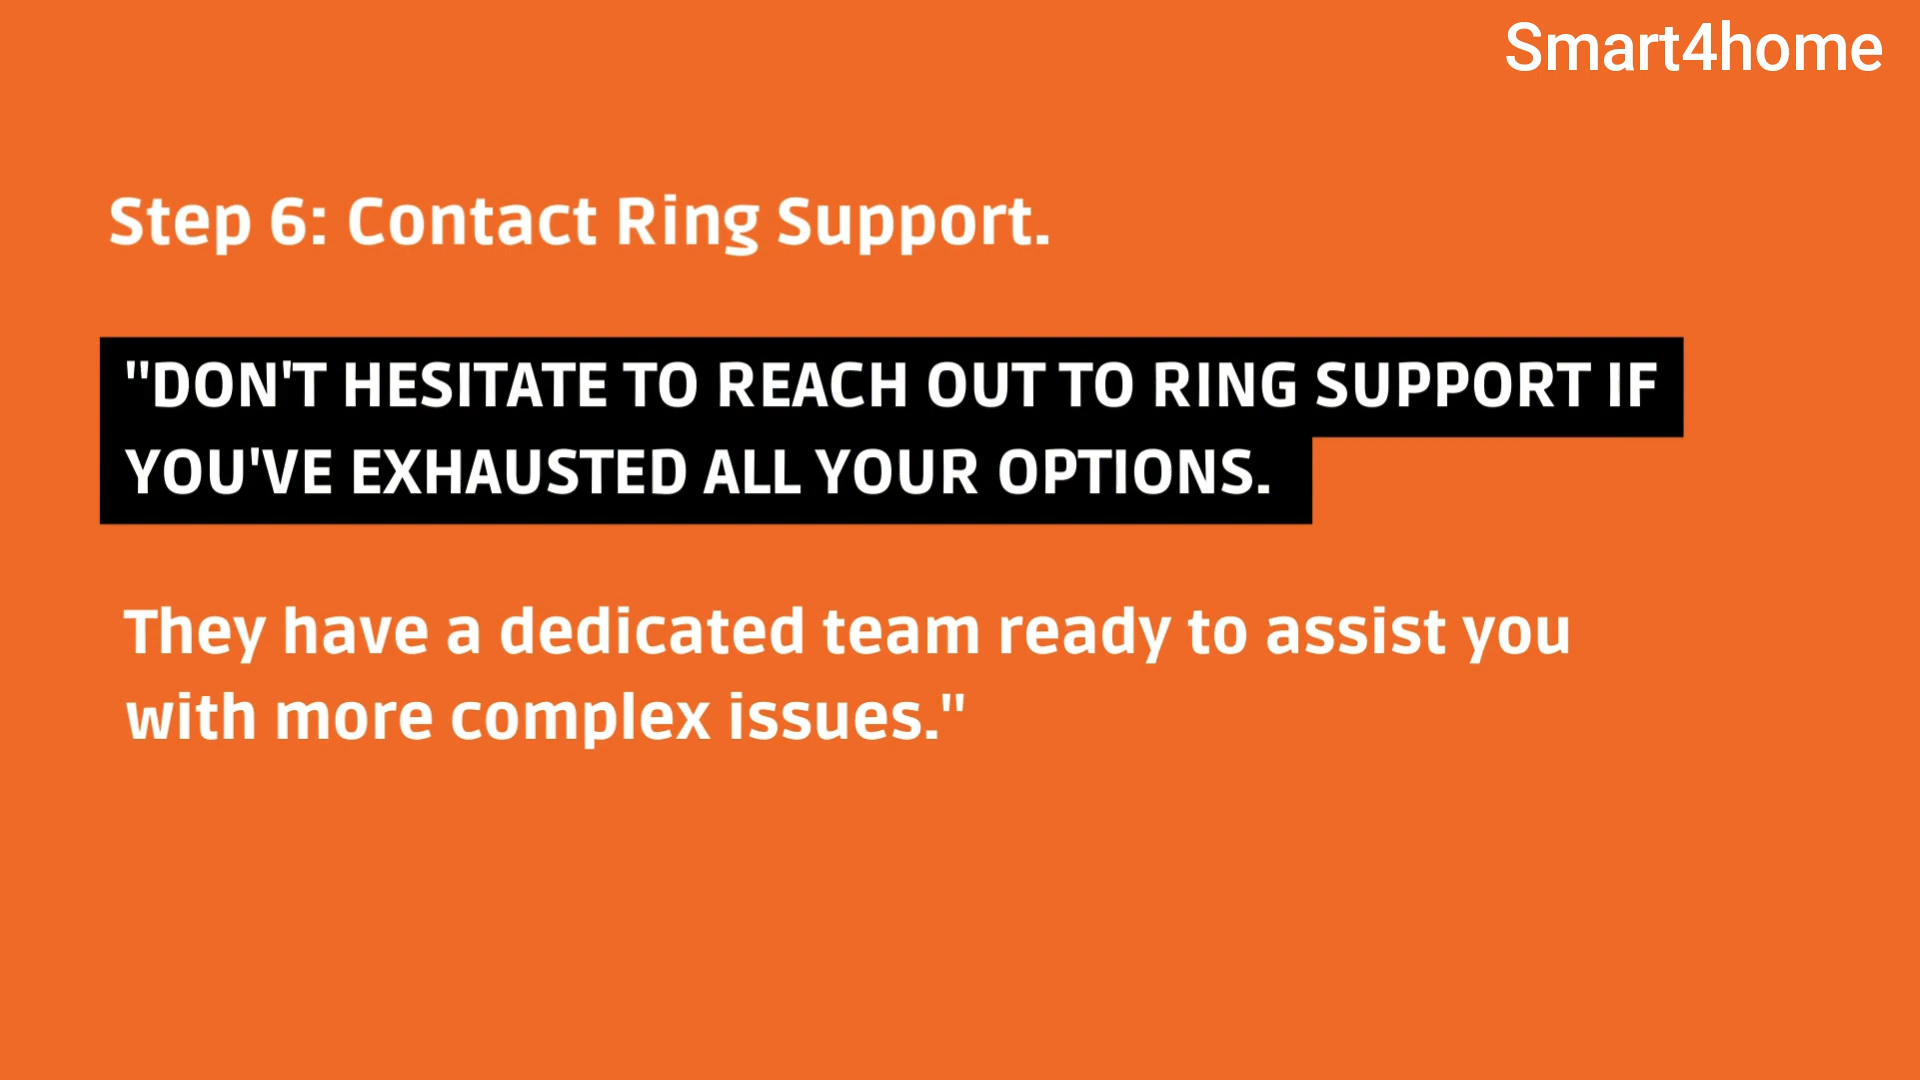 Smart4home
Step 6: Contact Ring Support.
"DON'T HESITATE TO REACH OUT TO RING SUPPORT IF
YOU'VE EXHAUSTED ALL YOUR OPTIONS.
They have a dedicated team ready to assist you
with more complex issues."